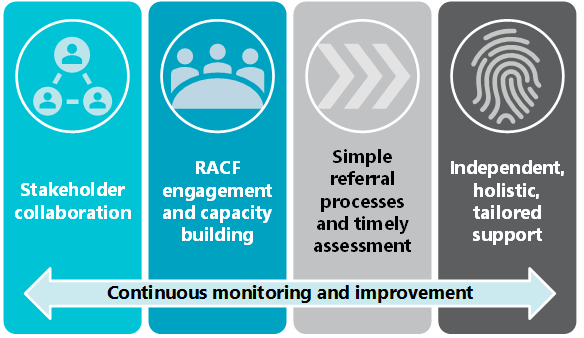 Stakeholder
collaboration
RACF
engagement
and capacity
building
Simple
referral
processes
and timely
assessment
Independent,
holistic,
tailored
support
Continuous monitoring and improvement